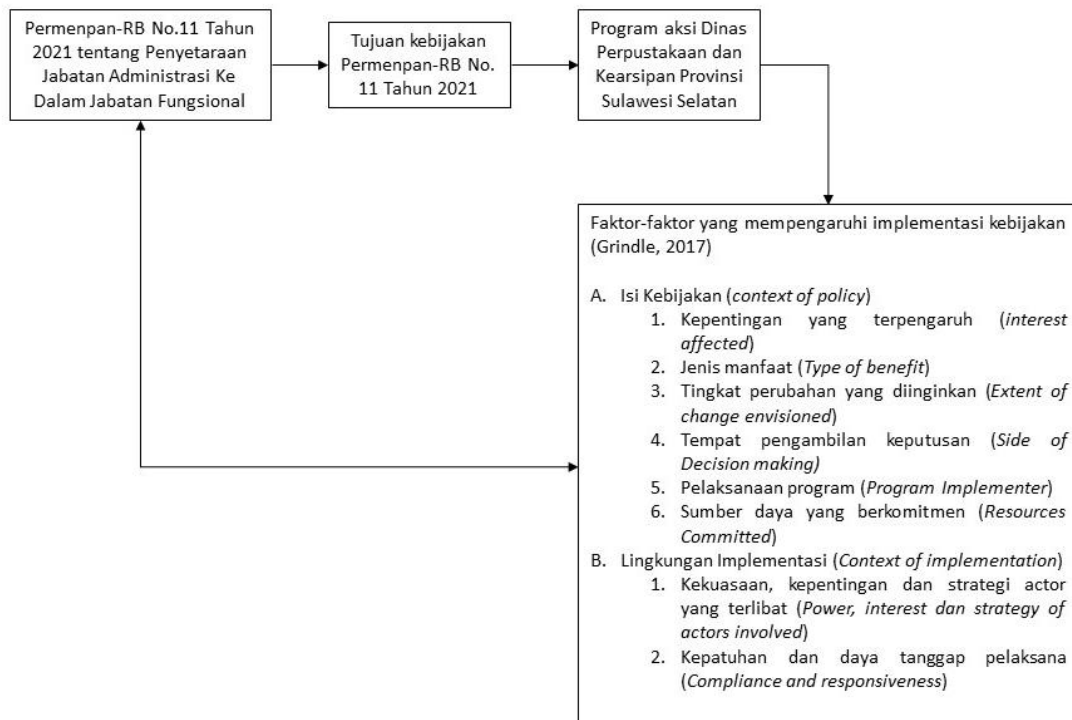 Permenpan-RB No.11 Tahun
2021 tentang Penyetaraan
Jabatan Administrasi Ke
Dalam Jabatan Fungsional
Tujuan kebijakan
Permenpan-RB No.
11 Tahun 2021
Program aksi Dinas
Perpustakaan dan
Kearsipan Provinsi
Sulawesi Selatan
Faktor-faktor yang mempengaruhi implementasi kebijakan
(Grindle, 2017)
A. Isi Kebijakan (context of policy)
1. Kepentingan yang terpengaruh (interest
affected)
2. Jenis manfaat (Type of benefit)
3. Tingkat perubahan yang diinginkan (Extent of
change envisioned)
4. Tempat pengambilan keputusan (Side of
Decision making)
5. Pelaksanaan program (Program Implementer)
6. Sumber daya yang berkomitmen (Resources
Committed)
B. Lingkungan Implementasi (Context of implementation)
1. Kekuasaan, kepentingan dan strategi actor
yang terlibat (Power, interest dan strategy of
actors involved)
2. Kepatuhan dan daya tanggap pelaksana
(Compliance and responsiveness)